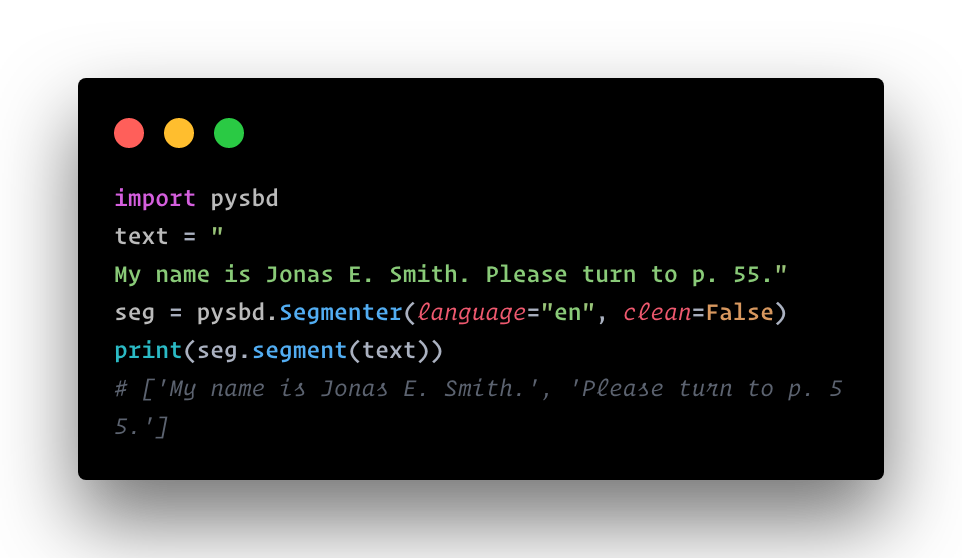 import pysbd
text = "
My name is Jonas E. Smith. Please turn to p. 55."
seg = pysbd.Segmenter(language="en", clean=False)
print(seg.segment(text))
# ['My name is Jonas E. Smith.', 'Please turn to p. 5
5.']